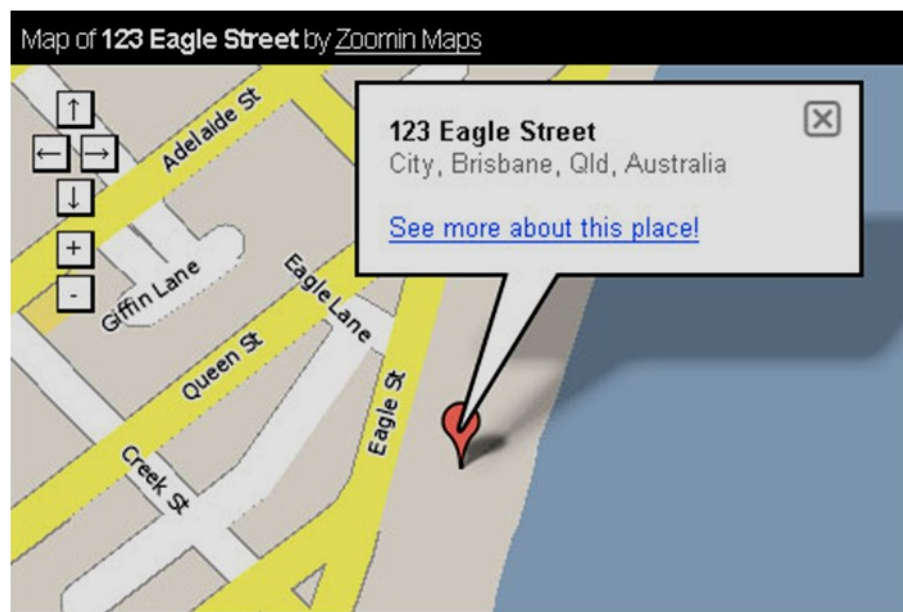 Map of 123 Eagle Street by Zoomin Maps
↑
← →
↓
+
-
123 Eagle Street
City, Brisbane, Qld, Australia
See more about this place!
Adelaide St
Giffin Lane
Eagle Lane
Queen St
Eagle St
Creek St